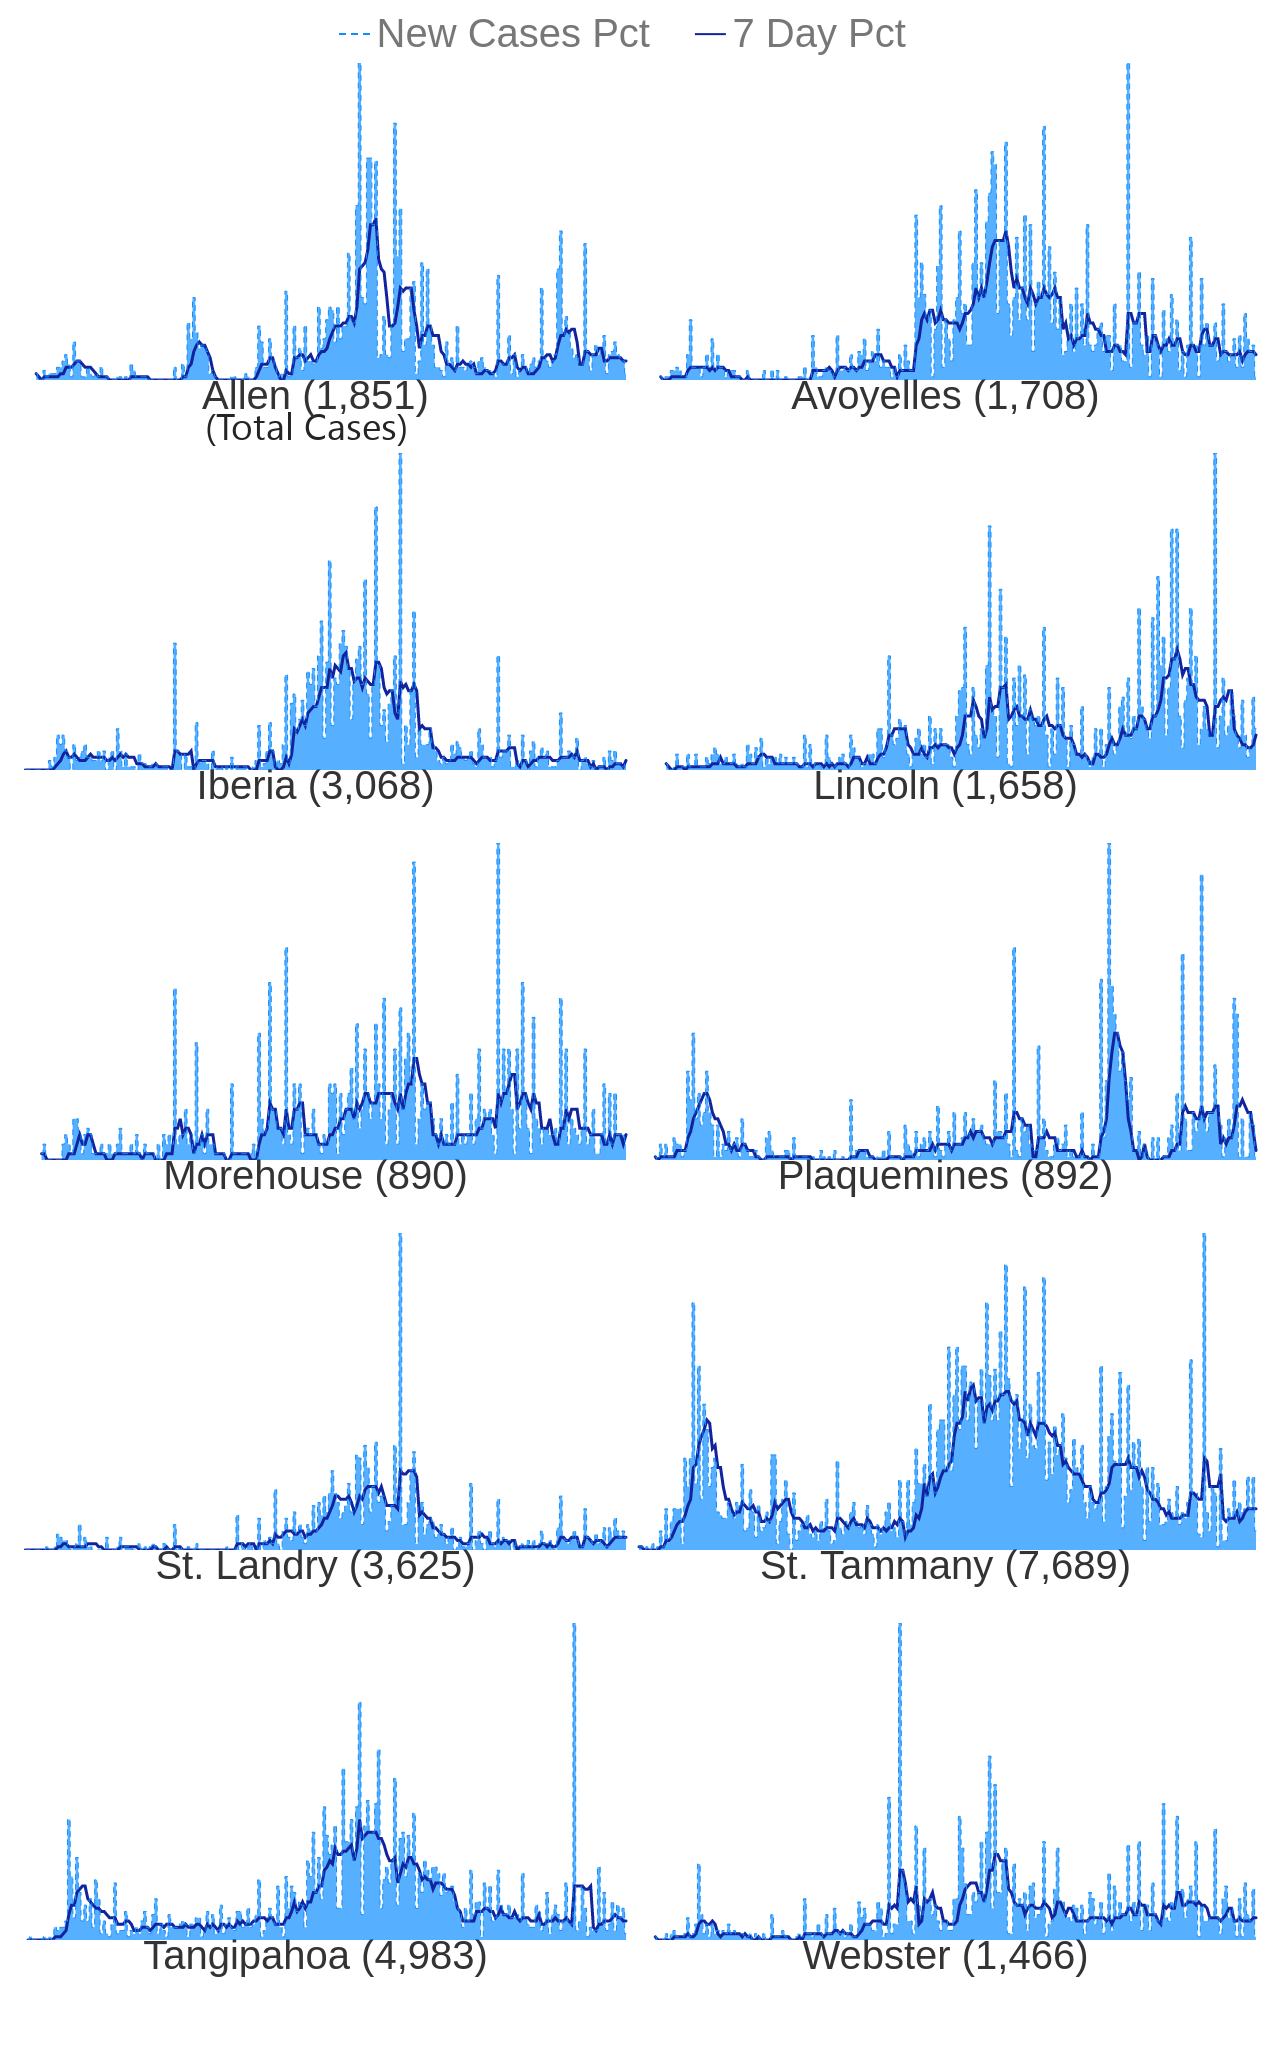 New Cases Pct 7 Day Pct
Allen (1,851) Avoyelles (1,708)
(Total Cases)
Iberia (3,068) Lincoln (1,658)
Morehouse (890) Plaquemines (892)
St. Landry (3,625) St. Tammany (7,689)
Tangipahoa (4,983) Webster (1,466)